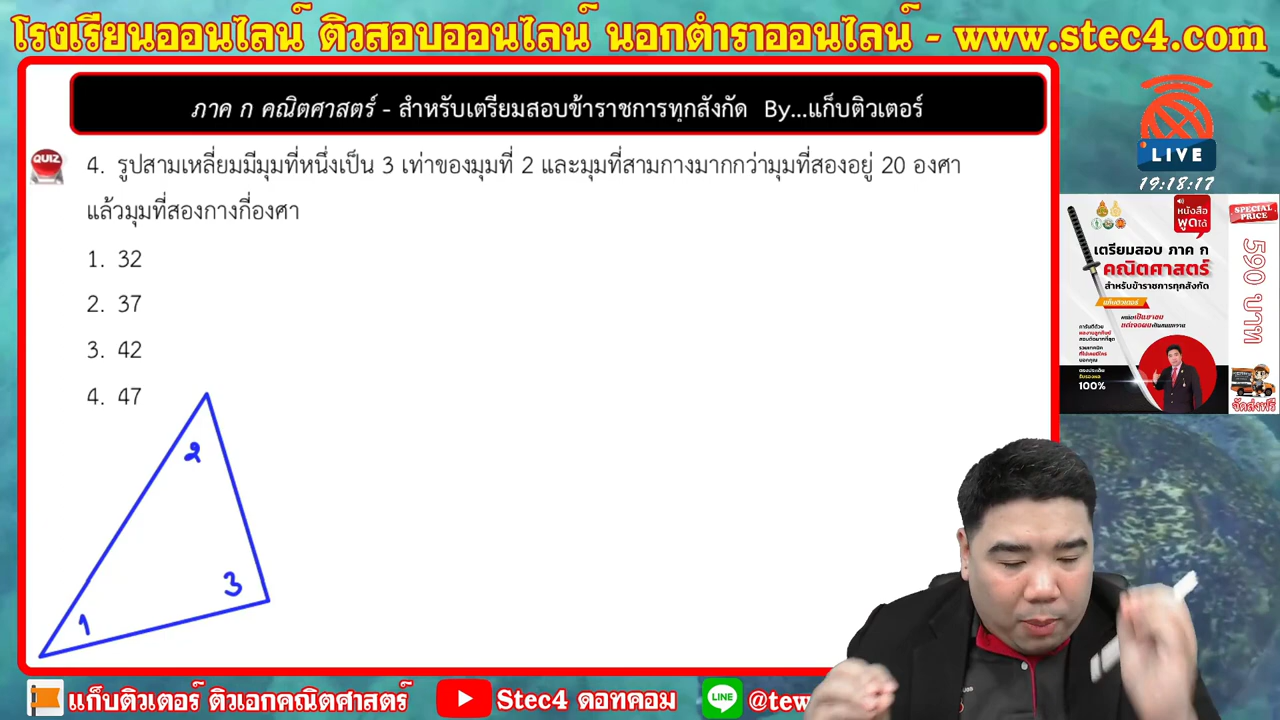 โรงเรียนออนไลน์ ติวสอบออนไลน์ นอกตำราออนไลน์ - www.stec4.com
ภาค ก คณิตศาสตร์ - สำหรับเตรียมสอบข้าราชการทุกสังกัด By...แก็บติวเตอร์
QUIZ
4. รูปสามเหลี่ยมมีมุมที่หนึ่งเป็น 3 เท่าของมุมที่ 2 และมุมที่สามกางมากกว่ามุมที่สองอยู่ 20 องศา
แล้วมุมที่สองกางกี่องศา
1. 32
2. 37
3. 42
4. 47
2
3
1
LIVE
19:18:17
หนังสือ
พูดได้
SPECIAL
PRICE
เตรียมสอบ ภาค ก
คณิตศาสตร์
สำหรับข้าราชการทุกสังกัด
แก็บติวเตอร์
100%
590 บาท
จัดส่งฟรี
แก็บติวเตอร์ ติวเอกคณิตศาสตร์
Stec4 ดอทคอม
LINE
@tew